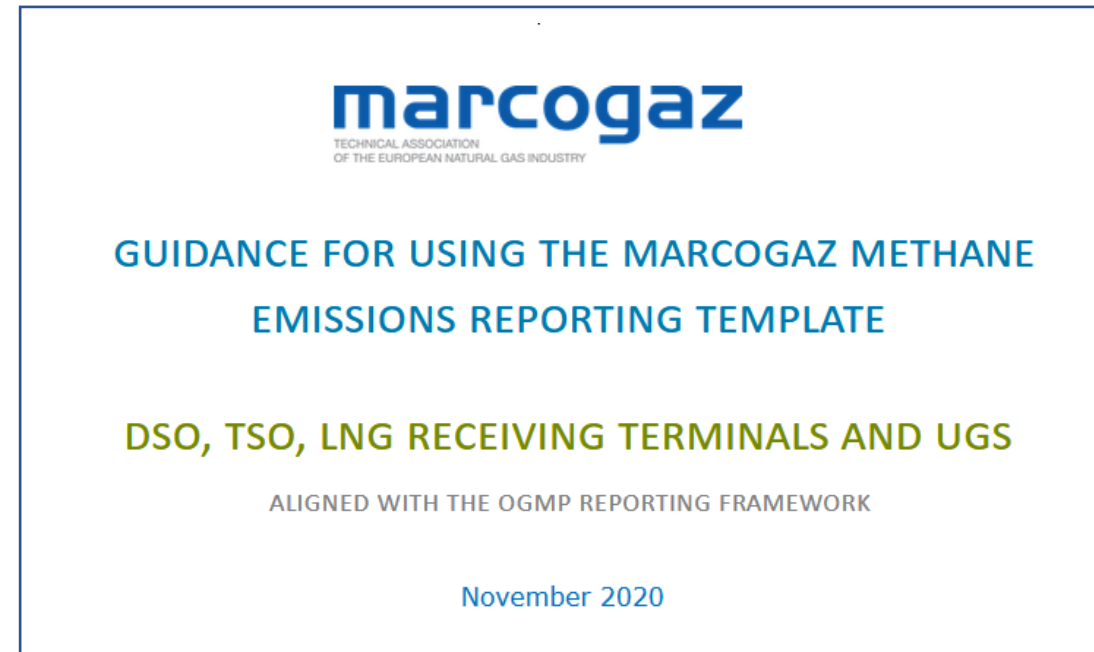 marcogaz
TECHNICAL ASSOCIATION
OF THE EUROPEAN NATURAL GAS INDUSTRY
GUIDANCE FOR USING THE MARCOGAZ METHANE
EMISSIONS REPORTING TEMPLATE
DSO, TSO, LNG RECEIVING TERMINALS AND UGS
ALIGNED WITH THE OGMP REPORTING FRAMEWORK
November 2020